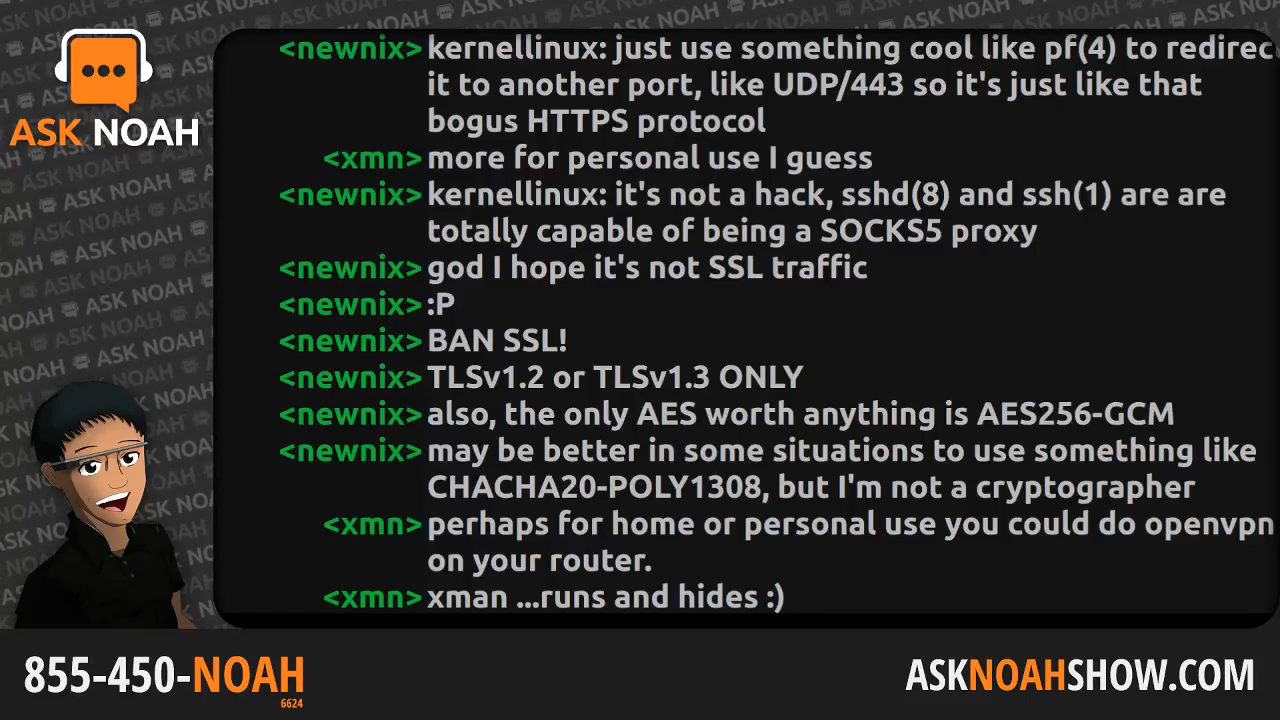 ASK NOAH
<newnix> kernellinux: just use something cool like pf(4) to redirec
it to another port, like UDP/443 so it's just like that
bogus HTTPS protocol
<xmn> more for personal use I guess
<newnix> kernellinux: it's not a hack, sshd(8) and ssh(1) are are
totally capable of being a SOCKS5 proxy
<newnix> god I hope it's not SSL traffic
<newnix> :P
<newnix> BAN SSL!
<newnix> TLSv1.2 or TLSv1.3 ONLY
<newnix> also, the only AES worth anything is AES256-GCM
<newnix> may be better in some situations to use something like
CHACHA20-POLY1308, but I'm not a cryptographer
<xmn> perhaps for home or personal use you could do openvpn
on your router.
<xmn> xman ...runs and hides :)
855-450-NOAH
6624
ASKNOAHSHOW.COM